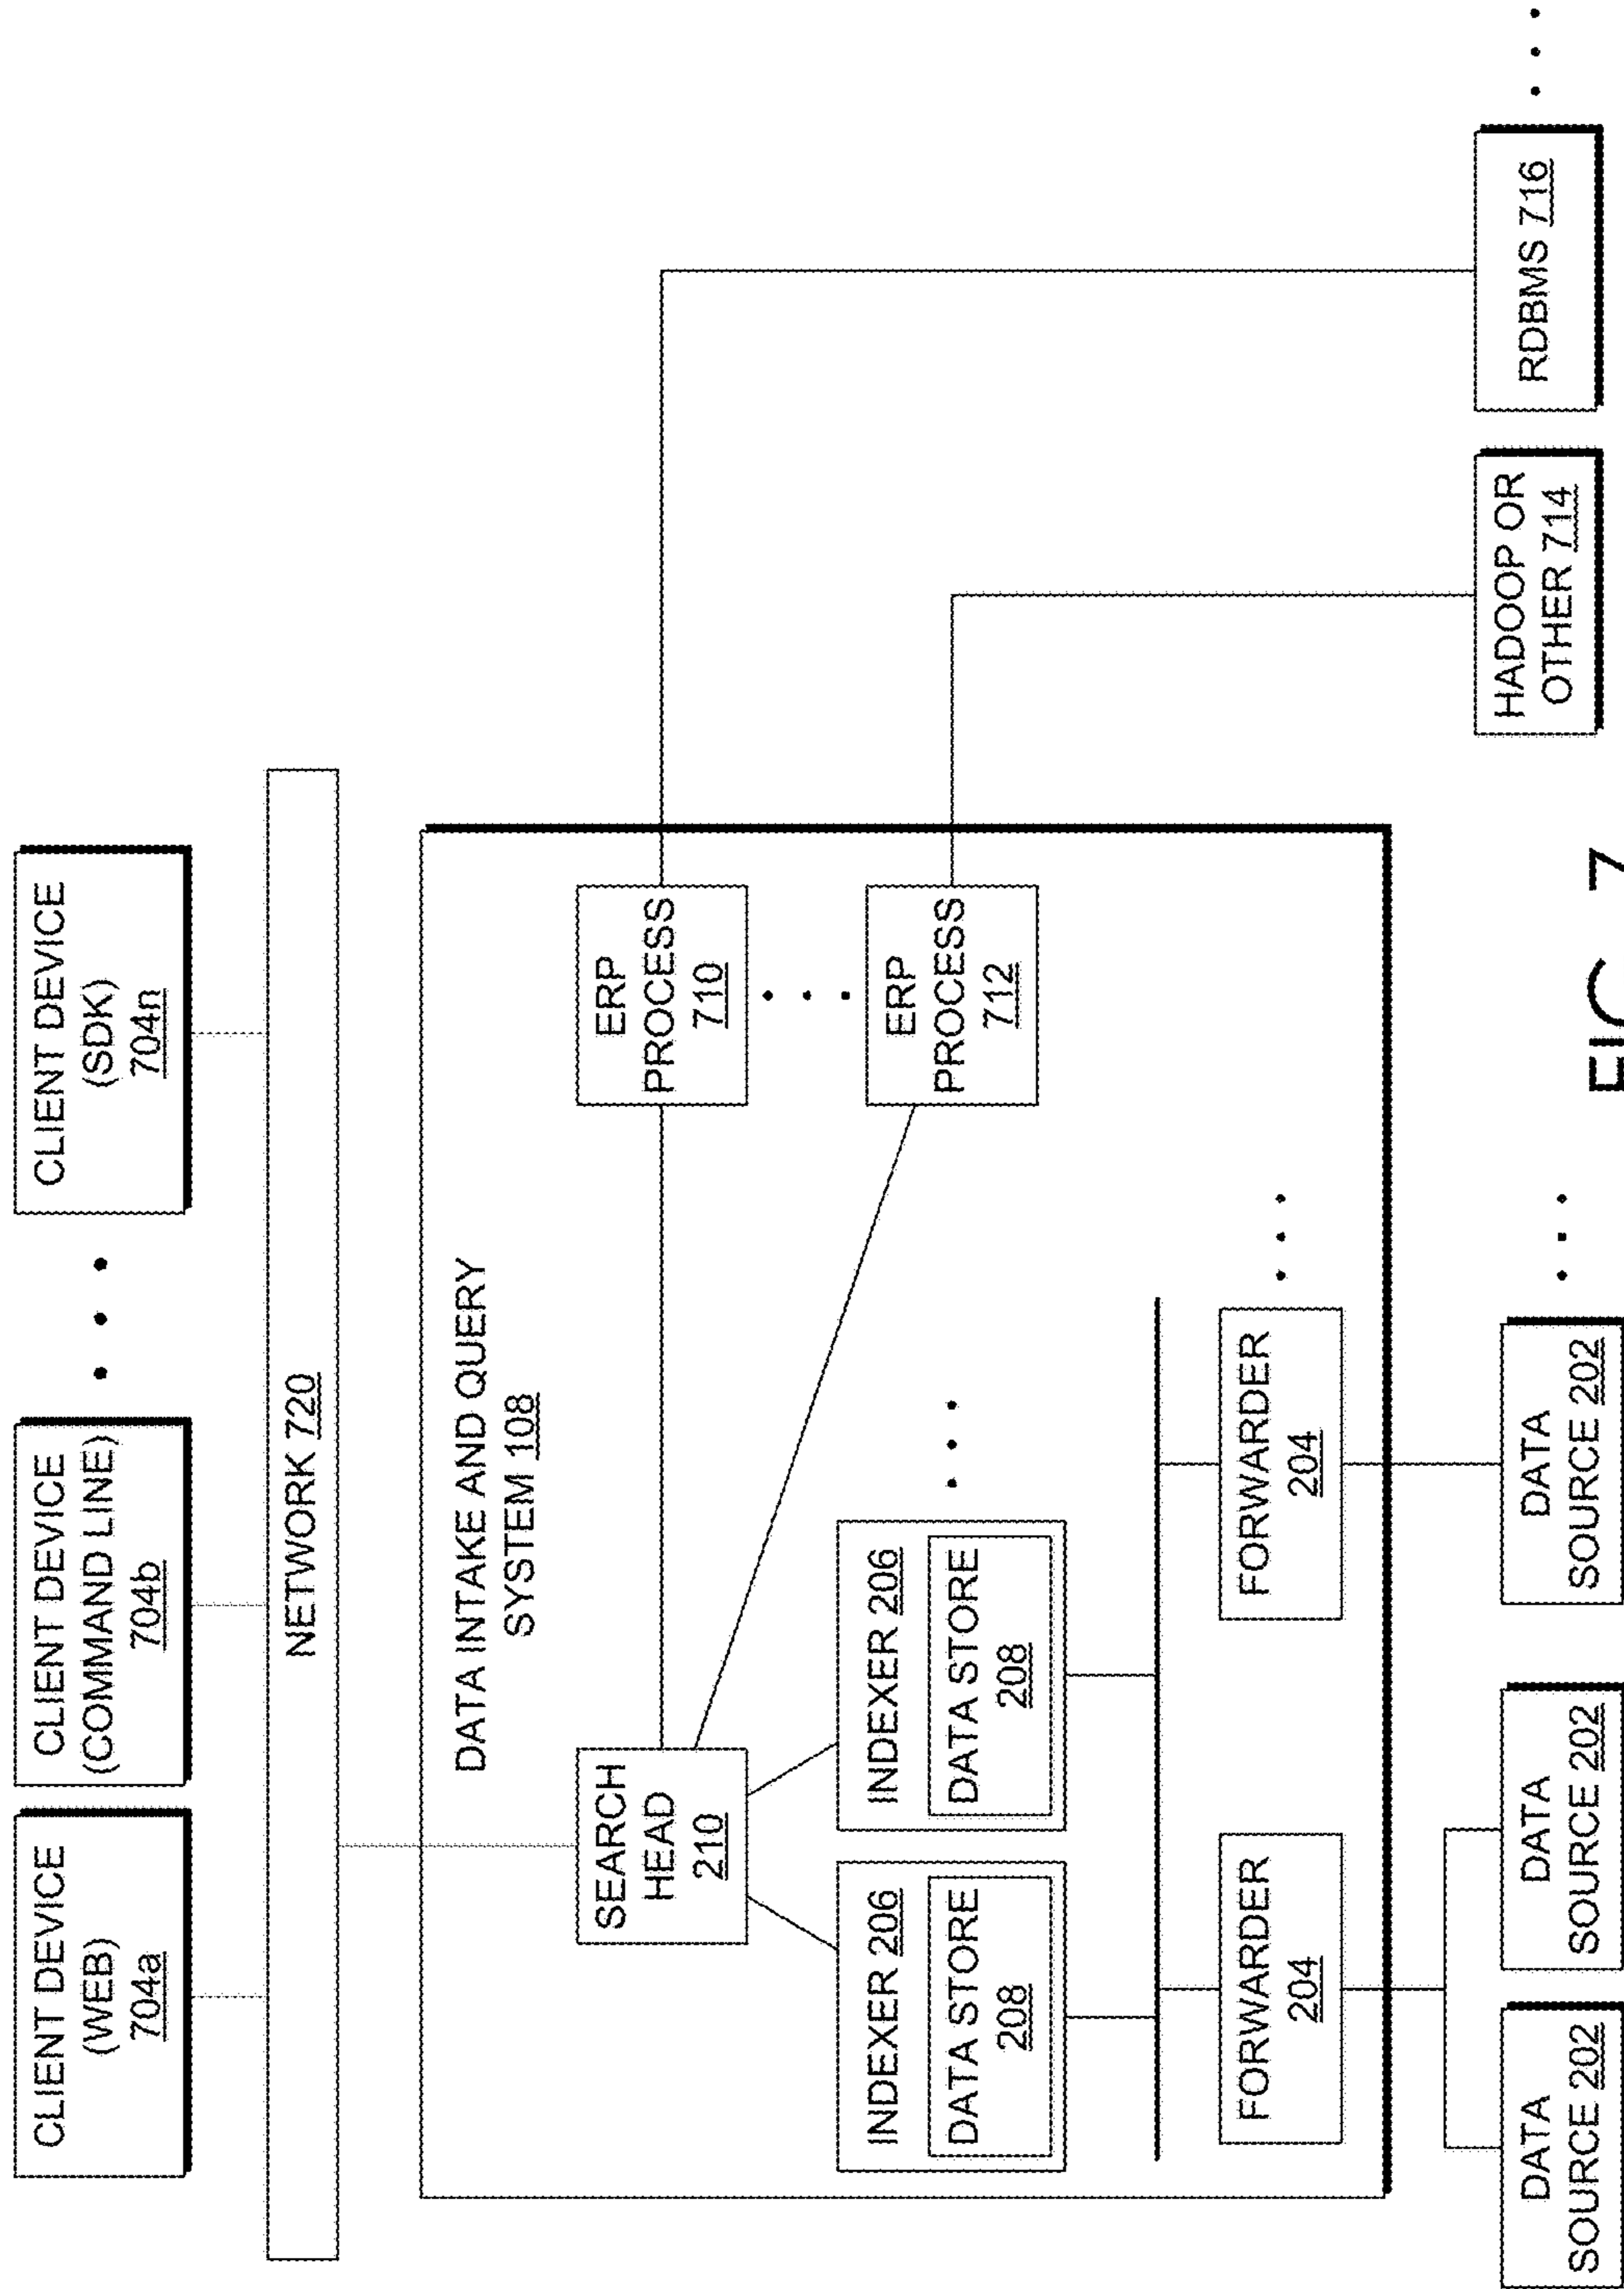 CLIENT DEVICE
(WEB)
704a
CLIENT DEVICE
(COMMAND LINE)
704b
CLIENT DEVICE
(SDK)
704n
NETWORK 720
DATA INTAKE AND QUERY
SYSTEM 108
SEARCH
HEAD
210
ERP
PROCESS
710
ERP
PROCESS
712
INDEXER 206
DATA STORE
208
INDEXER 206
DATA STORE
208
FORWARDER
204
FORWARDER
204
DATA
SOURCE 202
DATA
SOURCE 202
DATA
SOURCE 202
HADOOP OR
OTHER 714
RDBMS 716
FIG. 7